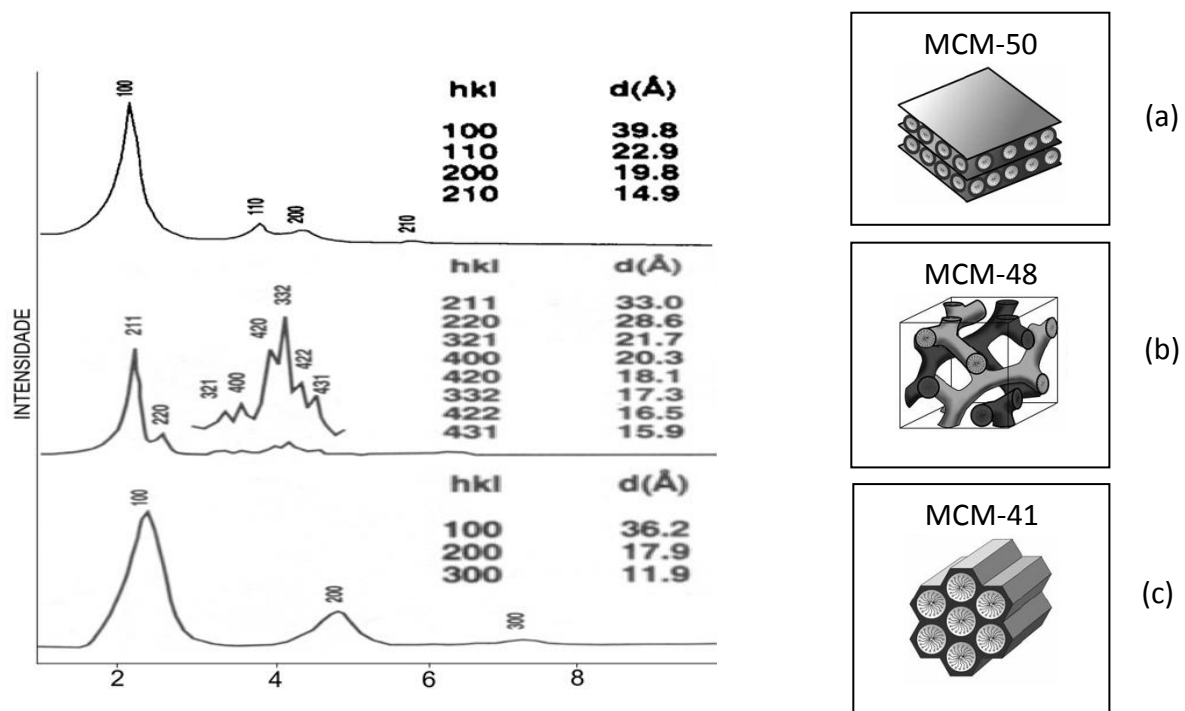 100
110
200
210
hkl d(Å)
100 39.8
110 22.9
200 19.8
210 14.9
INTENSIDADE
211
220
321
400
420
332
422
431
hkl d(Å)
211 33.0
220 28.6
321 21.7
400 20.3
420 18.1
332 17.3
422 16.5
431 15.9
100
200
300
hkl d(Å)
100 36.2
200 17.9
300 11.9
2 4 6 8
MCM-50
(a)
MCM-48
(b)
MCM-41
(c)